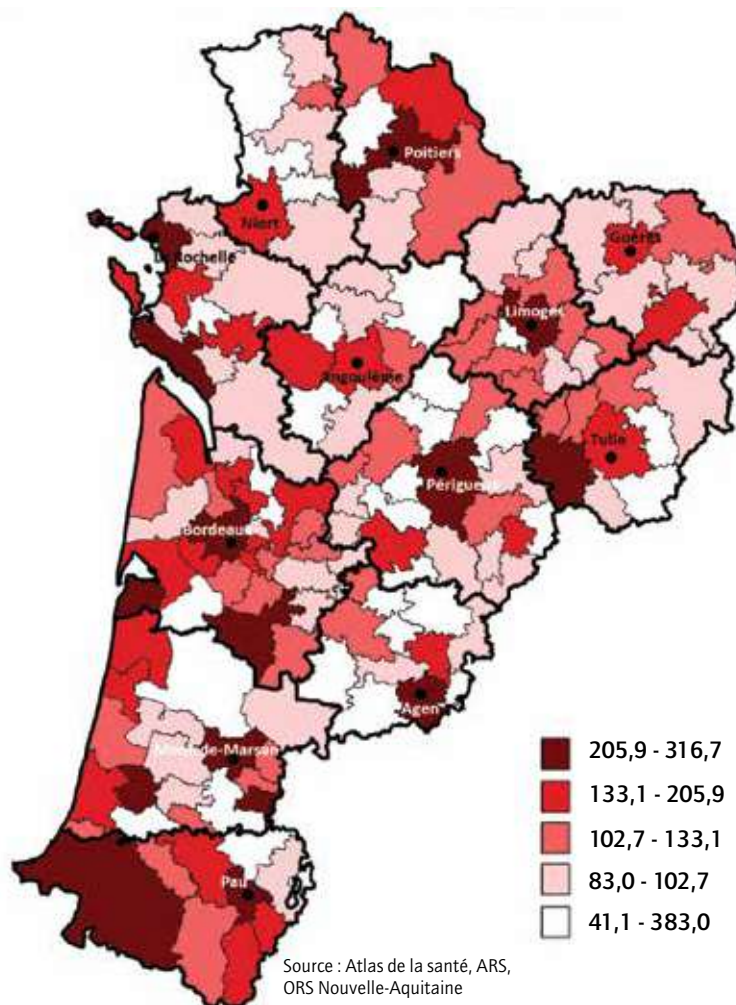 Poitiers
Niort
La Rochelle
Guéret
Limoges
Angoulême
Tulle
Périgueux
Bordeaux
Agen
Mont-de-Marsan
Pau
205,9 - 316,7
133,1 - 205,9
102,7 - 133,1
83,0 - 102,7
41,1 - 383,0
Source : Atlas de la santé, ARS,
ORS Nouvelle-Aquitaine